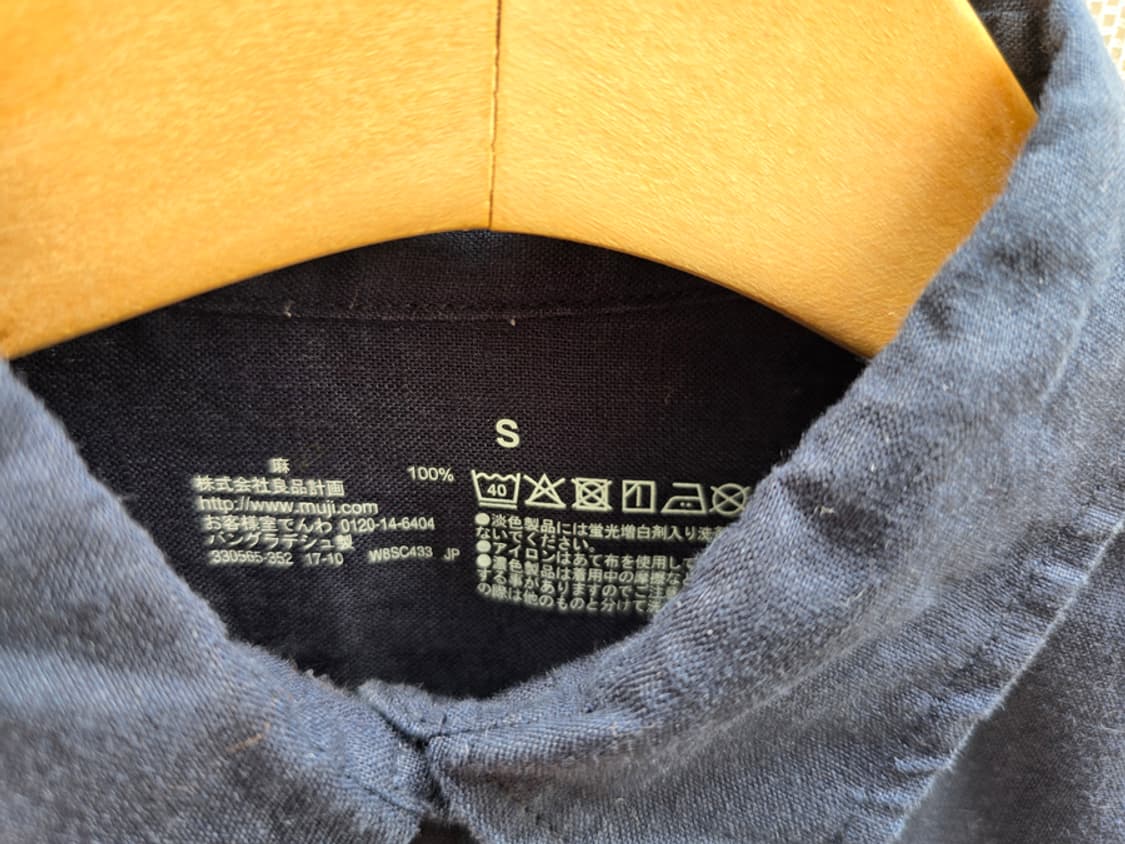 S
麻 100%
株式会社良品計画
http://www.muji.com
お客様室でんわ 0120-14-6404
バングラデシュ製
330565-352 17-10 W8SC433 JP
40
●淡色製品には蛍光増白剤入り洗
ないでください。
●アイロンはあて布を使用して
●濃色製品は着用中の摩擦な
する事がありますのでご注
の際は他のものと分けて